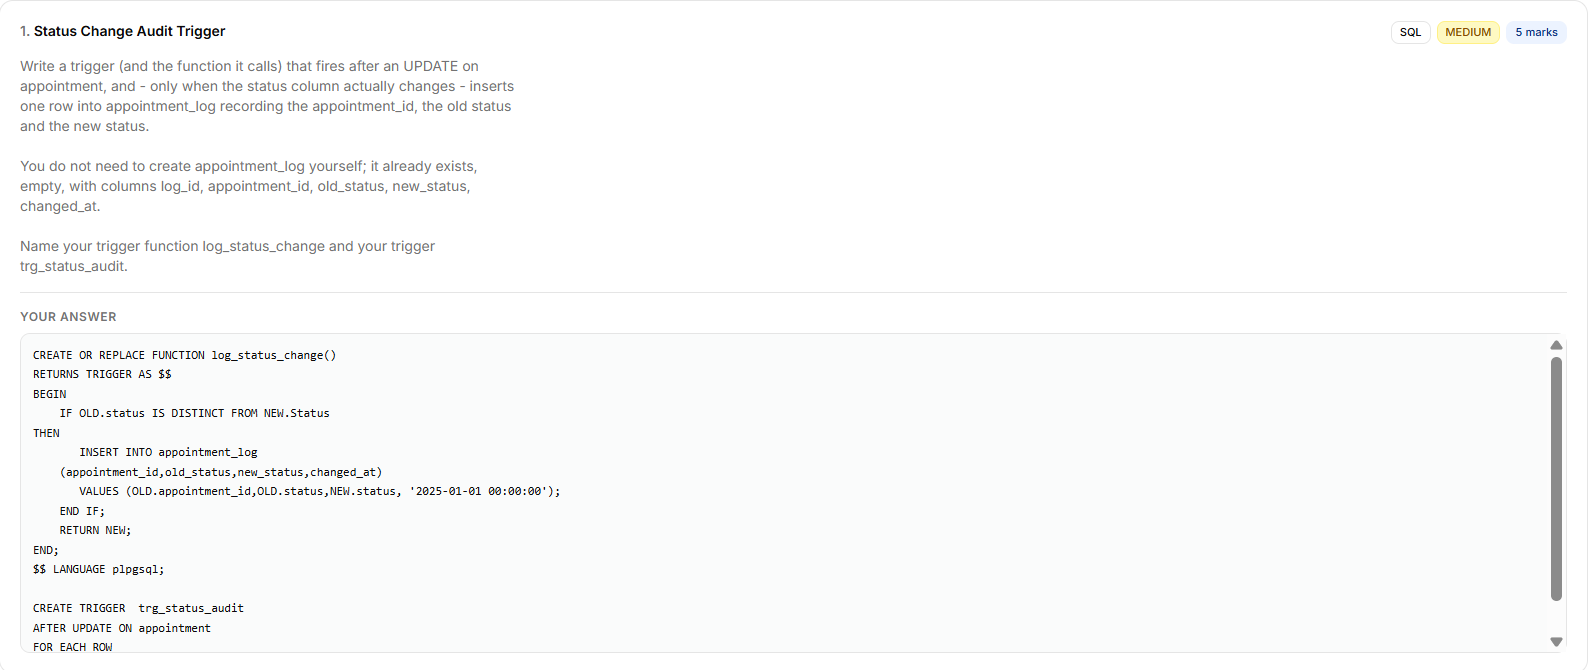 1. Status Change Audit Trigger
SQL MEDIUM 5 marks
Write a trigger (and the function it calls) that fires after an UPDATE on
appointment, and - only when the status column actually changes - inserts
one row into appointment_log recording the appointment_id, the old status
and the new status.
You do not need to create appointment_log yourself; it already exists,
empty, with columns log_id, appointment_id, old_status, new_status,
changed_at.
Name your trigger function log_status_change and your trigger
trg_status_audit.
YOUR ANSWER
CREATE OR REPLACE FUNCTION log_status_change()
RETURNS TRIGGER AS $$
BEGIN
    IF OLD.status IS DISTINCT FROM NEW.Status
THEN
       INSERT INTO appointment_log
    (appointment_id,old_status,new_status,changed_at)
       VALUES (OLD.appointment_id,OLD.status,NEW.status, '2025-01-01 00:00:00');
    END IF;
    RETURN NEW;
END;
$$ LANGUAGE plpgsql;
CREATE TRIGGER  trg_status_audit
AFTER UPDATE ON appointment
FOR EACH ROW